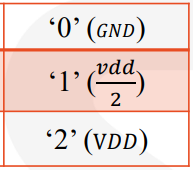 ‘0’ (GND)
‘1’ (vdd/2)
‘2’ (VDD)